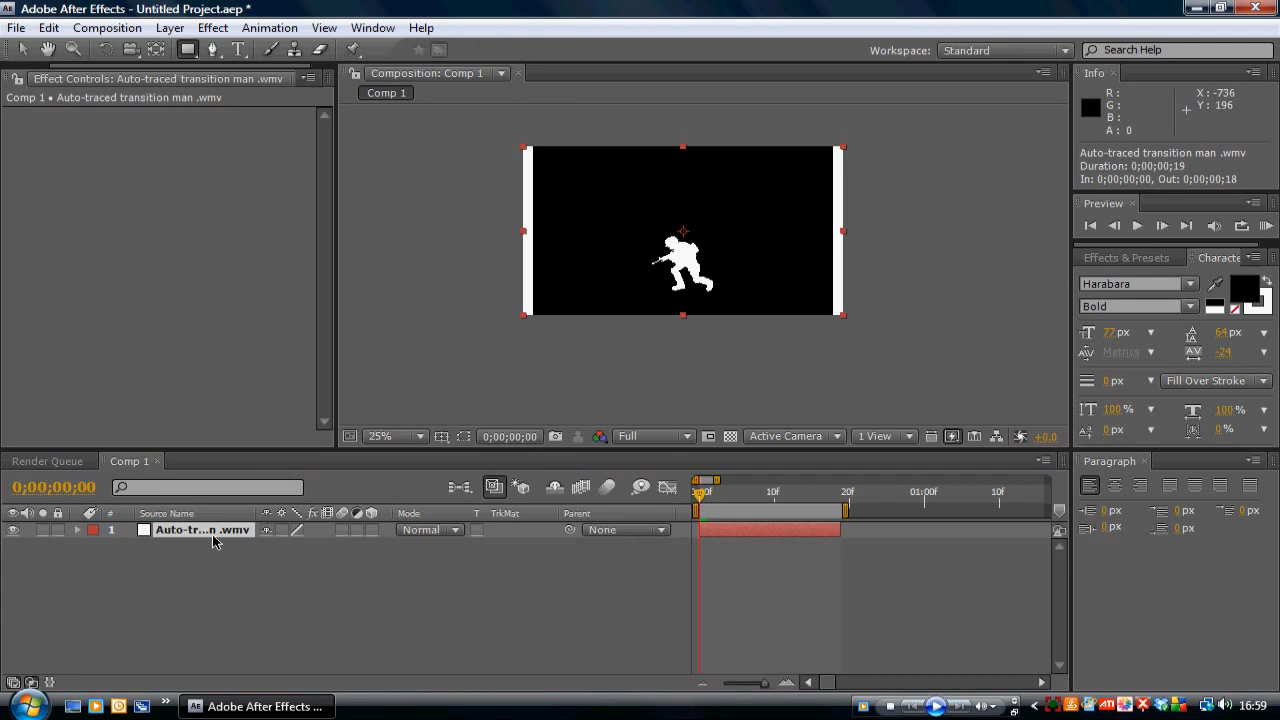 Adobe After Effects - Untitled Project.aep *
File Edit Composition Layer Effect Animation View Window Help
Workspace: Standard Search Help
Effect Controls: Auto-traced transition man .wmv
Comp 1 • Auto-traced transition man .wmv
Composition: Comp 1
Comp 1
Info
R :
G :
B :
A : 0
X : -736
Y : 196
Auto-traced transition man .wmv
Duration: 0;00;00;19
In: 0;00;00;00, Out: 0;00;00;18
Preview
Effects & Presets Characte
Harabara
Bold
77 px 64 px
Metrics -24
0 px Fill Over Stroke
100 % 100 %
0 px 0 %
25% 0;00;00;00 Full Active Camera 1 View +0.0
Render Queue Comp 1
0;00;00;00
10f 20f 01:00f 10f
# Source Name Mode T TrkMat Parent
1 Auto-tr...n .wmv Normal None
Paragraph
0 px 0 px 0 px
0 px 0 px
Adobe After Effects ...
16:59